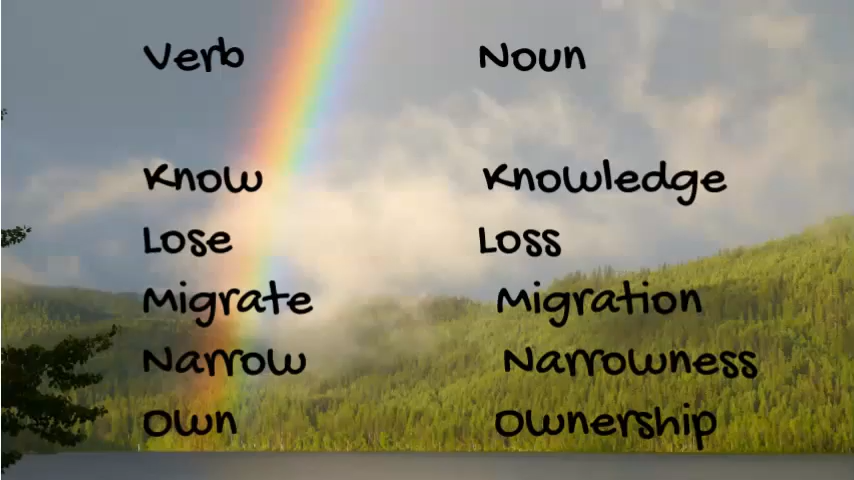 Verb Noun
Know Knowledge
Lose Loss
Migrate Migration
Narrow Narrowness
Own Ownership